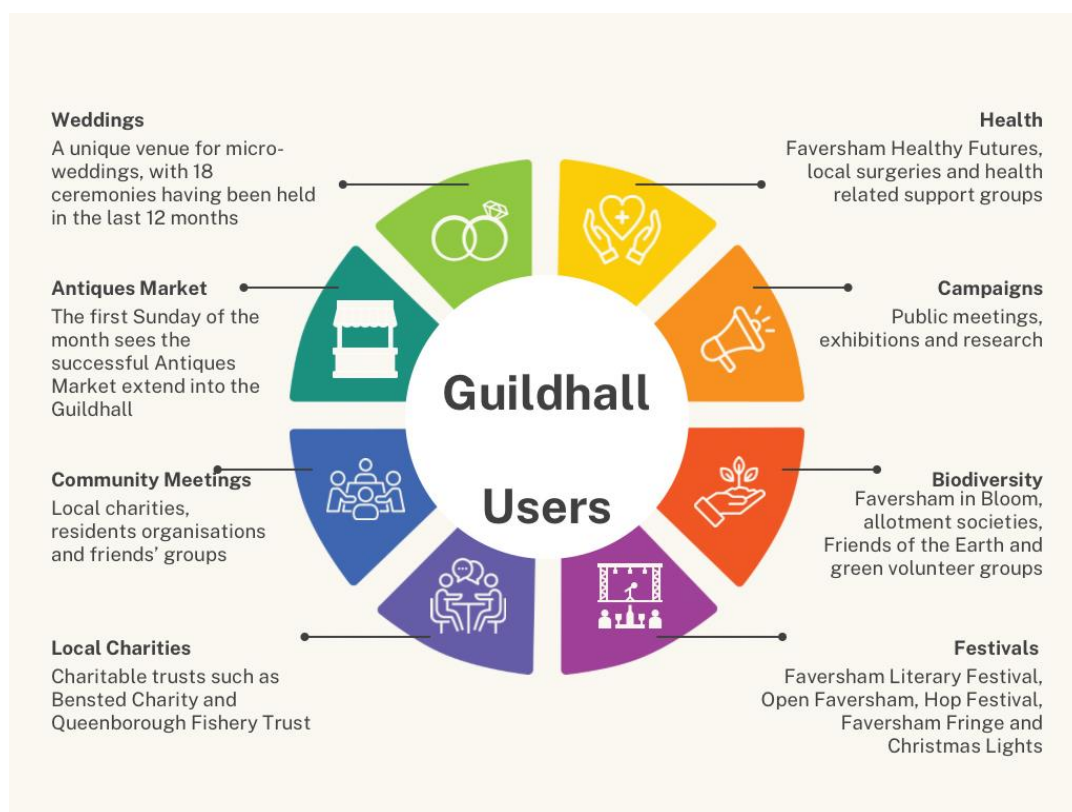 Weddings
A unique venue for micro-
weddings, with 18
ceremonies having been held
in the last 12 months
Antiques Market
The first Sunday of the
month sees the
successful Antiques
Market extend into the
Guildhall
Community Meetings
Local charities,
residents organisations
and friends’ groups
Local Charities
Charitable trusts such as
Bensted Charity and
Queenborough Fishery Trust
Guildhall
Users
Health
Faversham Healthy Futures,
local surgeries and health
related support groups
Campaigns
Public meetings,
exhibitions and research
Biodiversity
Faversham in Bloom,
allotment societies,
Friends of the Earth and
green volunteer groups
Festivals
Faversham Literary Festival,
Open Faversham, Hop Festival,
Faversham Fringe and
Christmas Lights